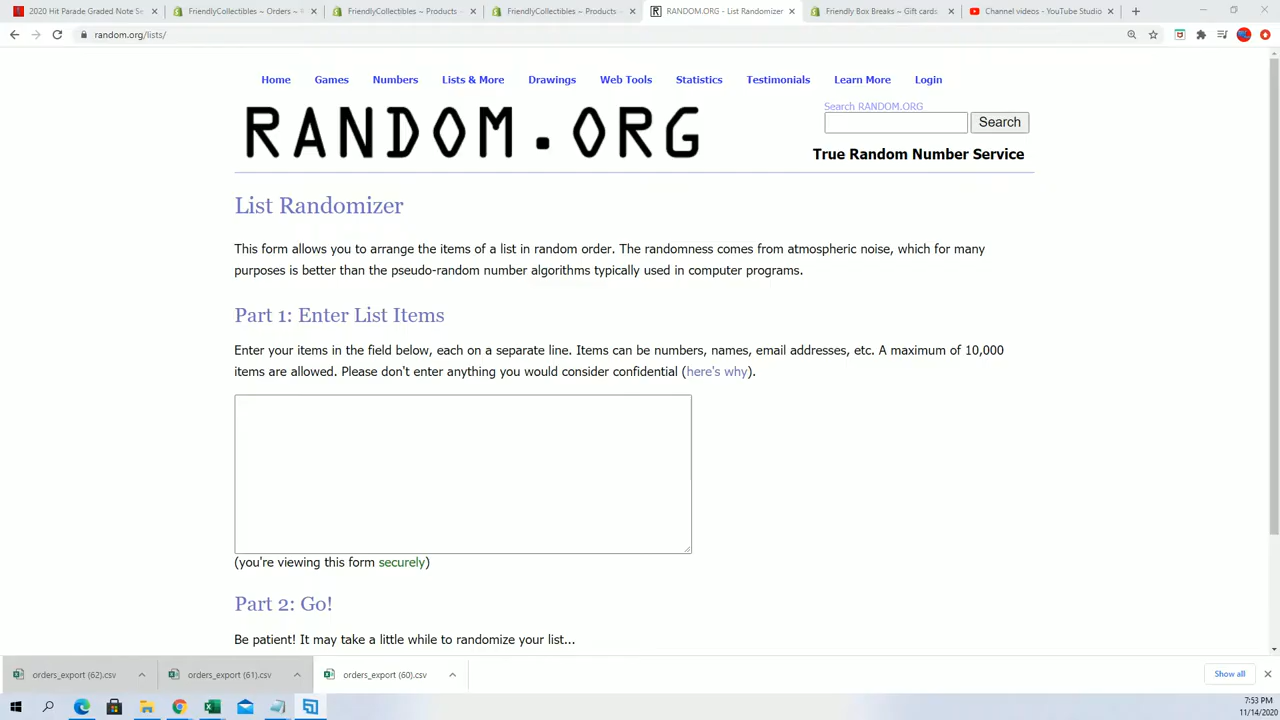 2020 Hit Parade Graded Note Se
FriendlyCollectibles ~ Orders ~ S
FriendlyCollectibles ~ Products ~
FriendlyCollectibles ~ Products ~
RANDOM.ORG - List Randomizer
Friendly Box Breaks ~ Gift cards
Channel videos - YouTube Studio
random.org/lists/
Home Games Numbers Lists & More Drawings Web Tools Statistics Testimonials Learn More Login
RANDOM.ORG
Search RANDOM.ORG
Search
True Random Number Service
List Randomizer
This form allows you to arrange the items of a list in random order. The randomness comes from atmospheric noise, which for many
purposes is better than the pseudo-random number algorithms typically used in computer programs.
Part 1: Enter List Items
Enter your items in the field below, each on a separate line. Items can be numbers, names, email addresses, etc. A maximum of 10,000
items are allowed. Please don't enter anything you would consider confidential (here's why).
(you're viewing this form securely)
Part 2: Go!
Be patient! It may take a little while to randomize your list...
orders_export (62).csv
orders_export (61).csv
orders_export (60).csv
Show all
7:53 PM
11/14/2020